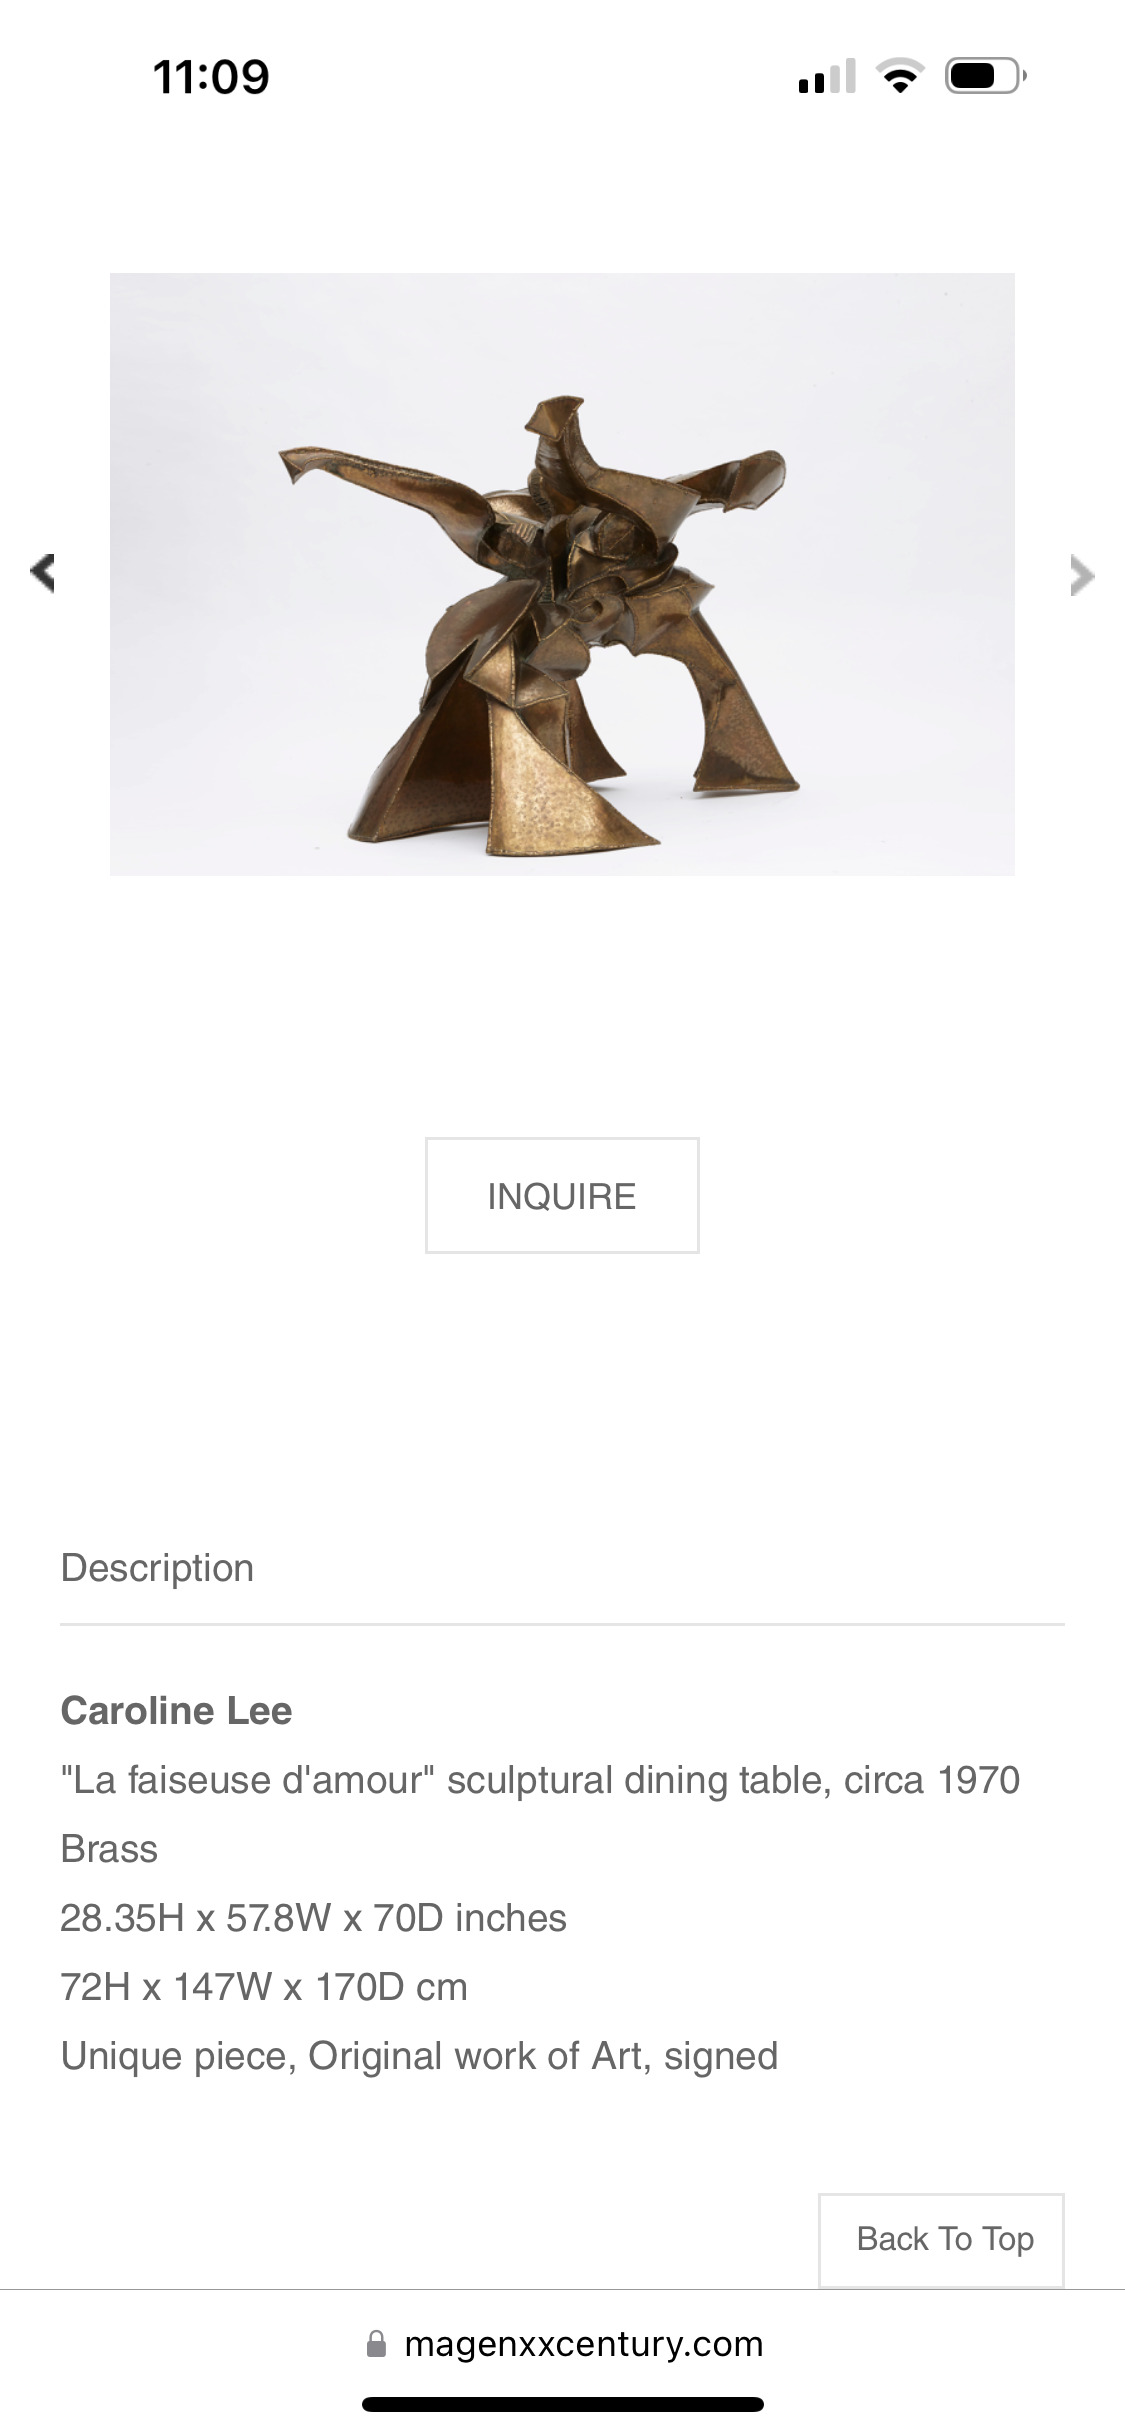 11:09
INQUIRE
Description
Caroline Lee
"La faiseuse d'amour" sculptural dining table, circa 1970
Brass
28.35H x 57.8W x 70D inches
72H x 147W x 170D cm
Unique piece, Original work of Art, signed
Back To Top
magenxxcentury.com